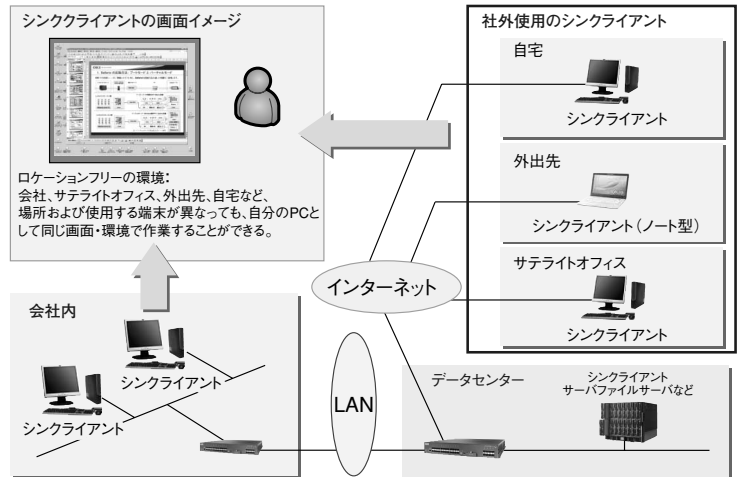 シンククライアントの画面イメージ
ロケーションフリーの環境：
会社、サテライトオフィス、外出先、自宅など、
場所および使用する端末が異なっても、自分のPCと
して同じ画面・環境で作業することができる。
社外使用のシンクライアント
自宅
シンクライアント
外出先
シンクライアント（ノート型）
サテライトオフィス
シンクライアント
インターネット
会社内
シンクライアント
シンクライアント
LAN
データセンター
シンクライアント
サーバファイルサーバなど